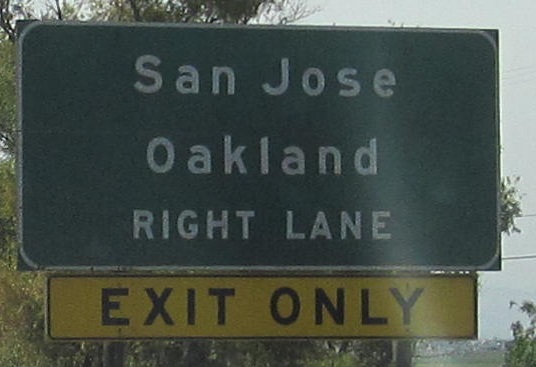 San Jose
Oakland
RIGHT LANE
EXIT ONLY